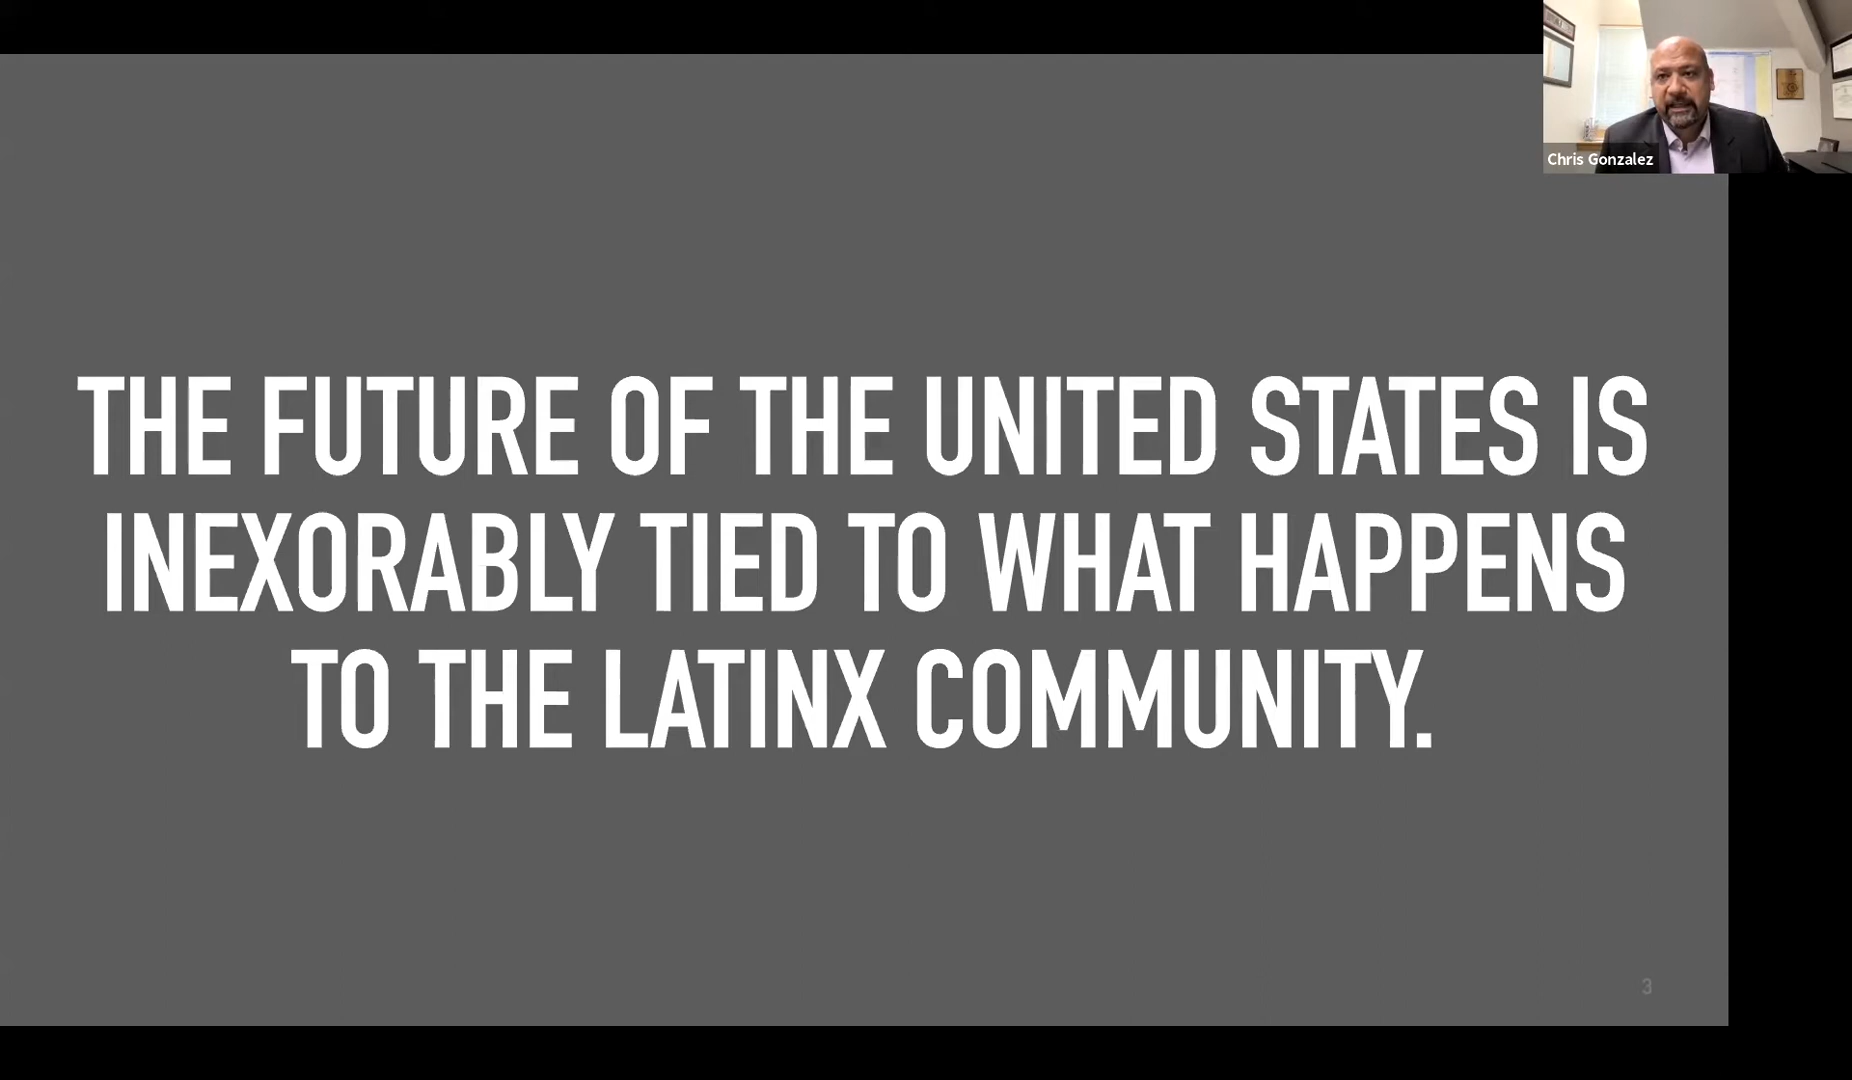 Chris Gonzalez
THE FUTURE OF THE UNITED STATES IS
INEXORABLY TIED TO WHAT HAPPENS
TO THE LATINX COMMUNITY.
3